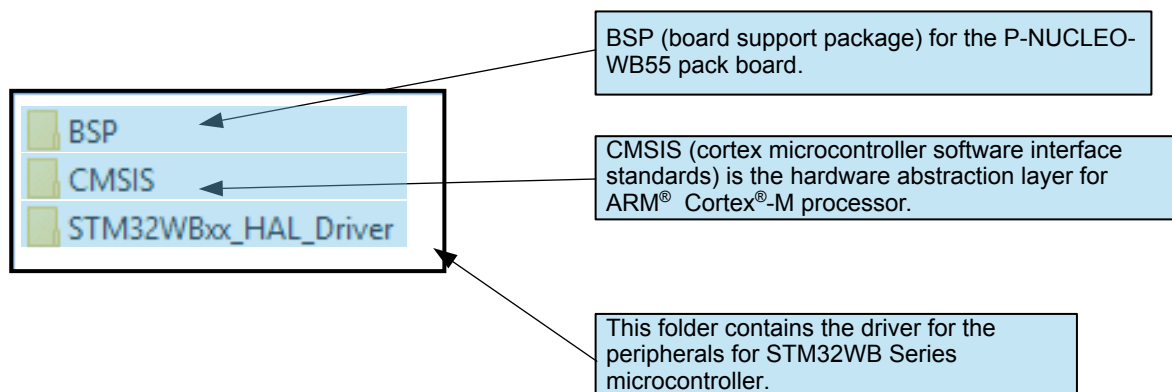 BSP (board support package) for the P-NUCLEO-
WB55 pack board.
BSP
CMSIS
STM32WBxx_HAL_Driver
CMSIS (cortex microcontroller software interface
standards) is the hardware abstraction layer for
ARM® Cortex®-M processor.
This folder contains the driver for the
peripherals for STM32WB Series
microcontroller.